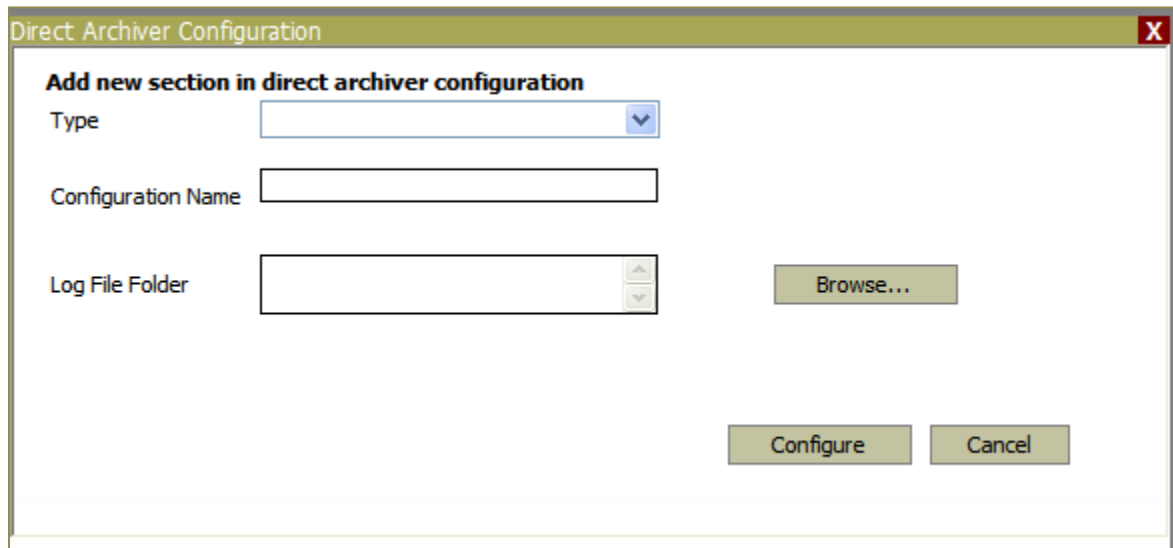 Direct Archiver Configuration X
Add new section in direct archiver configuration
Type
Configuration Name
Log File Folder Browse...
Configure Cancel